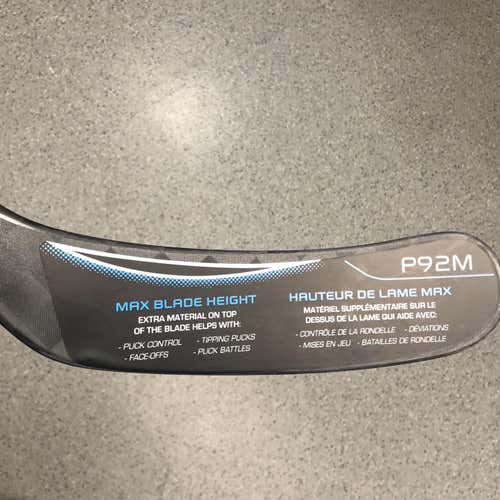 P92M
MAX BLADE HEIGHT
EXTRA MATERIAL ON TOP
OF THE BLADE HELPS WITH:
- PUCK CONTROL
- TIPPING PUCKS
- FACE-OFFS
- PUCK BATTLES
HAUTEUR DE LAME MAX
MATÉRIEL SUPPLÉMENTAIRE SUR LE
DESSUS DE LA LAME QUI AIDE AVEC:
- CONTRÔLE DE LA RONDELLE
- DÉVIATIONS
- MISES EN JEU
- BATAILLES DE RONDELLE